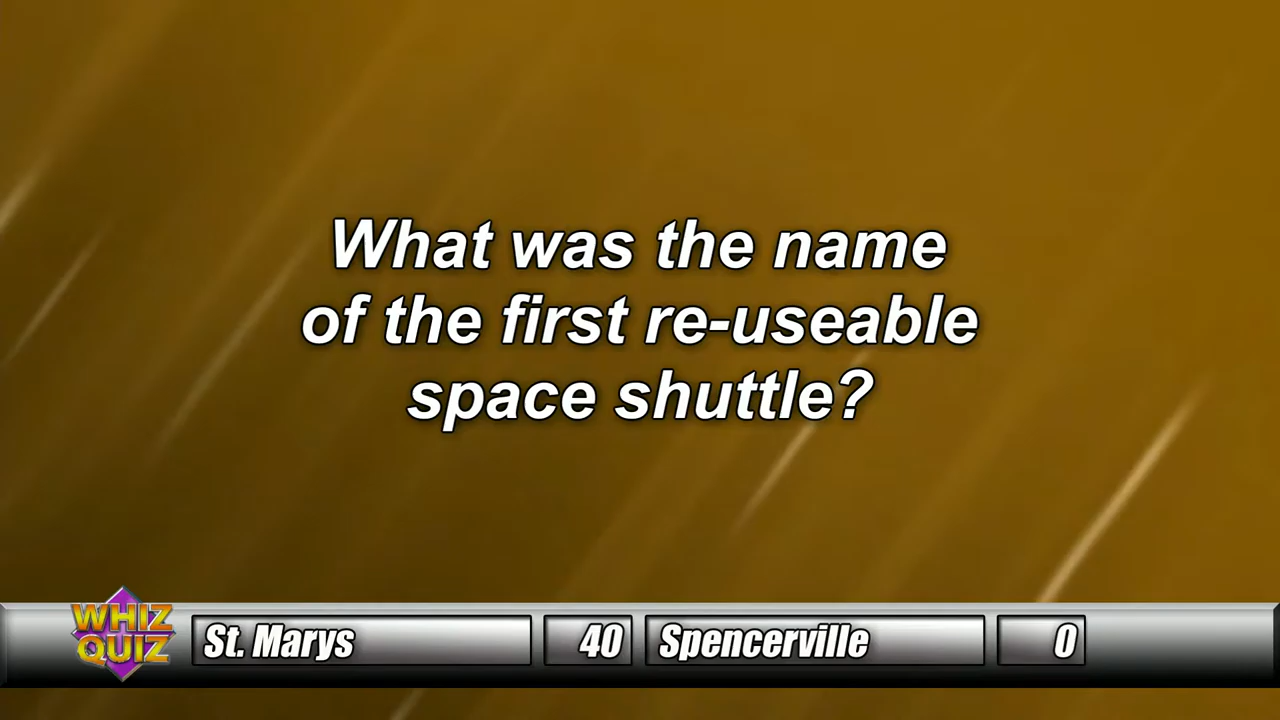 What was the name
of the first re-useable
space shuttle?
WHIZ
QUIZ
St. Marys 40 Spencerville 0